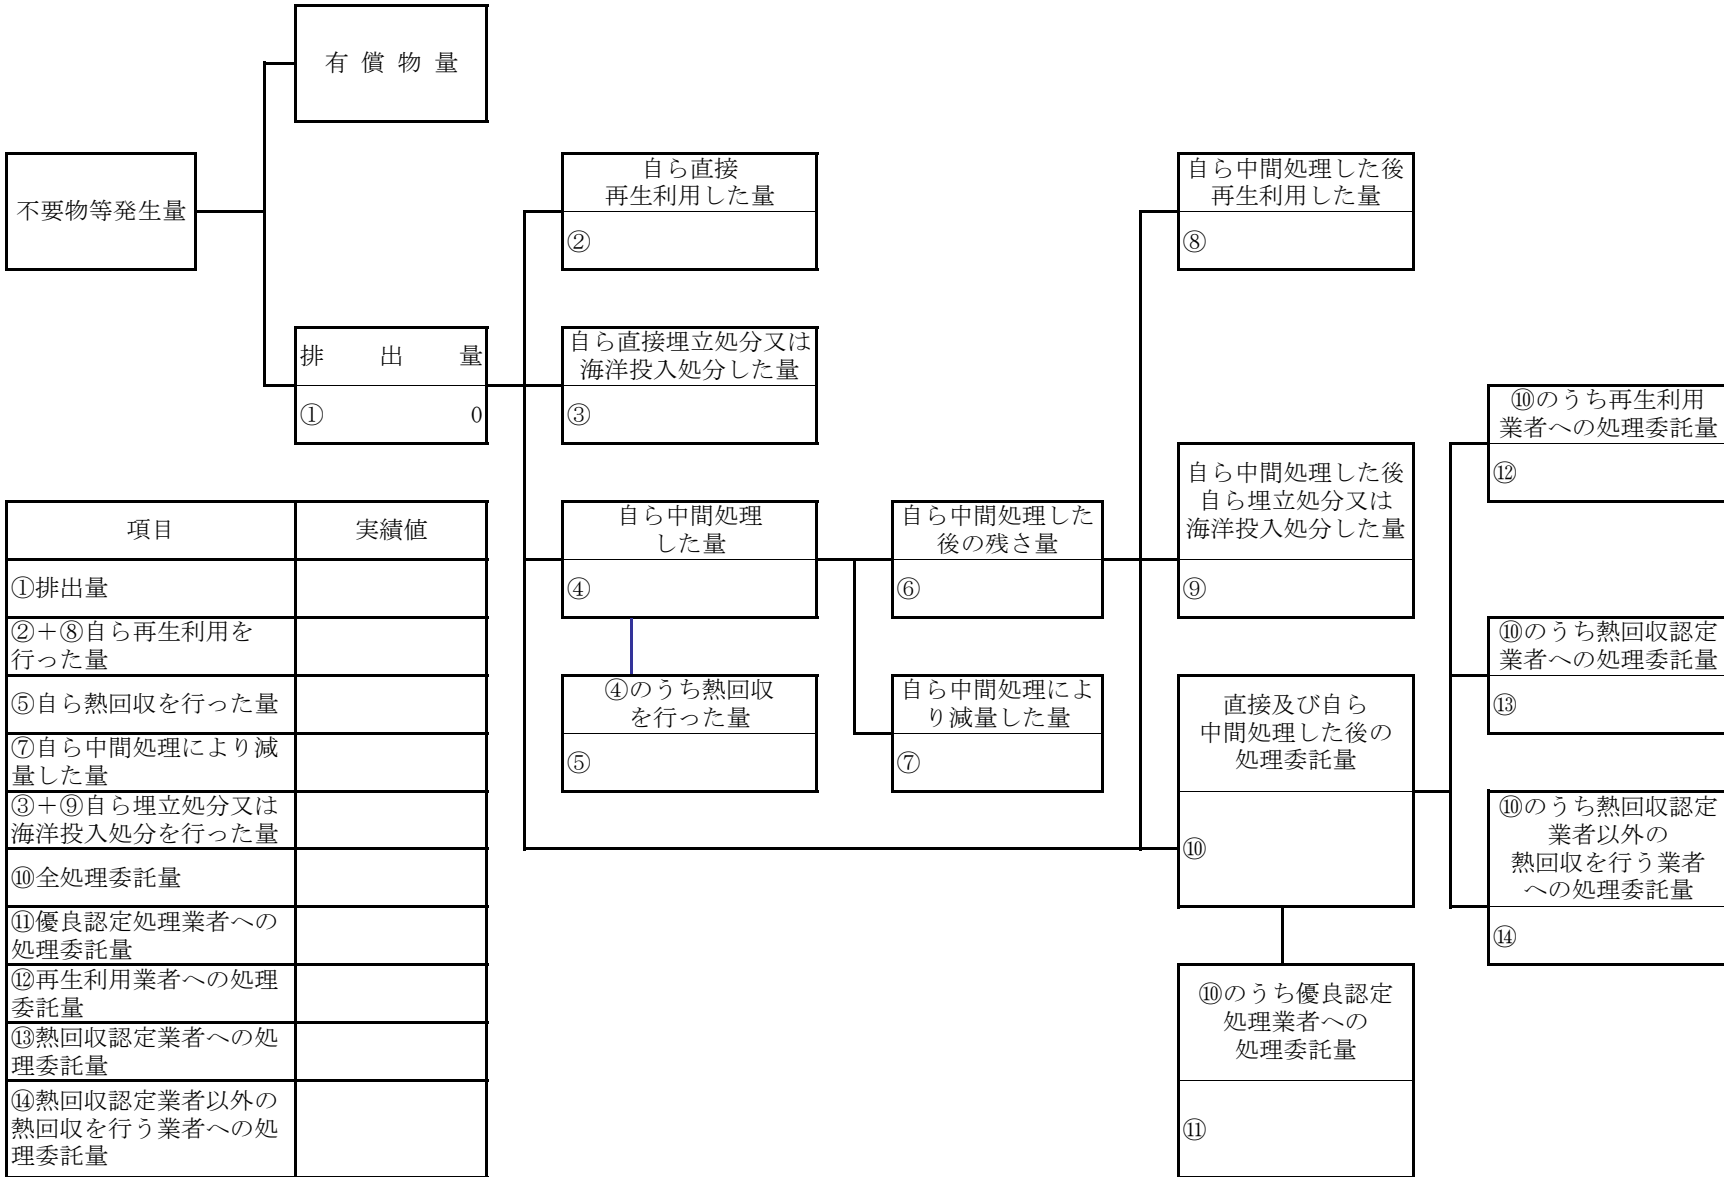 有償物量
不要物等発生量
排出量
① 0
自ら直接
再生利用した量
②
自ら直接埋立処分又は
海洋投入処分した量
③
自ら中間処理
した量
④
④のうち熱回収
を行った量
⑤
自ら中間処理した
後の残さ量
⑥
自ら中間処理によ
り減量した量
⑦
自ら中間処理した後
再生利用した量
⑧
自ら中間処理した後
自ら埋立処分又は
海洋投入処分した量
⑨
直接及び自ら
中間処理した後の
処理委託量
⑩
⑩のうち優良認定
処理業者への
処理委託量
⑪
⑩のうち再生利用
業者への処理委託量
⑫
⑩のうち熱回収認定
業者への処理委託量
⑬
⑩のうち熱回収認定
業者以外の
熱回収を行う業者
への処理委託量
⑭
項目 実績値
①排出量
②+⑧自ら再生利用を
行った量
⑤自ら熱回収を行った量
⑦自ら中間処理により減
量した量
③+⑨自ら埋立処分又は
海洋投入処分を行った量
⑩全処理委託量
⑪優良認定処理業者への
処理委託量
⑫再生利用業者への処理
委託量
⑬熱回収認定業者への処
理委託量
⑭熱回収認定業者以外の
熱回収を行う業者への処
理委託量